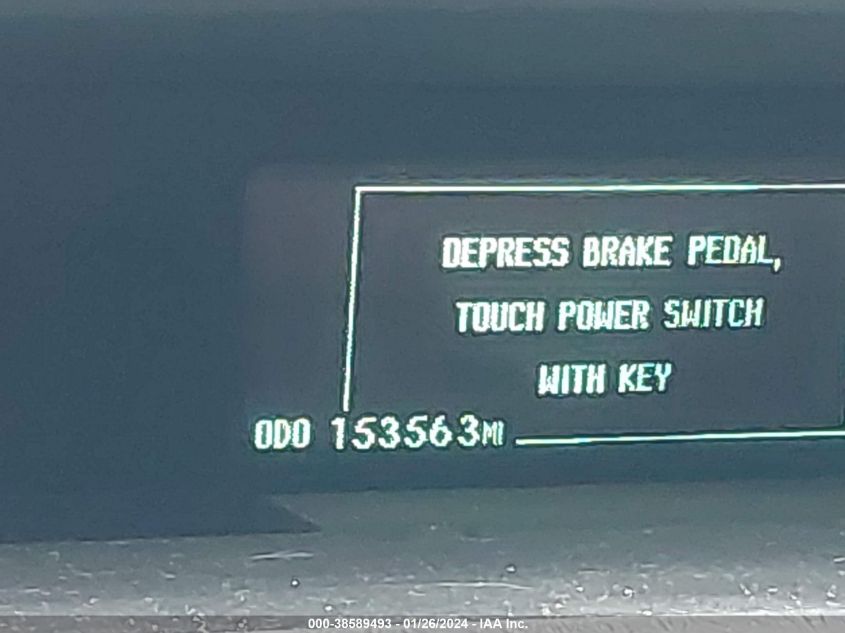 DEPRESS BRAKE PEDAL,
TOUCH POWER SWITCH
WITH KEY
ODO 153563MI
000-38589493 - 01/26/2024 - IAA Inc.